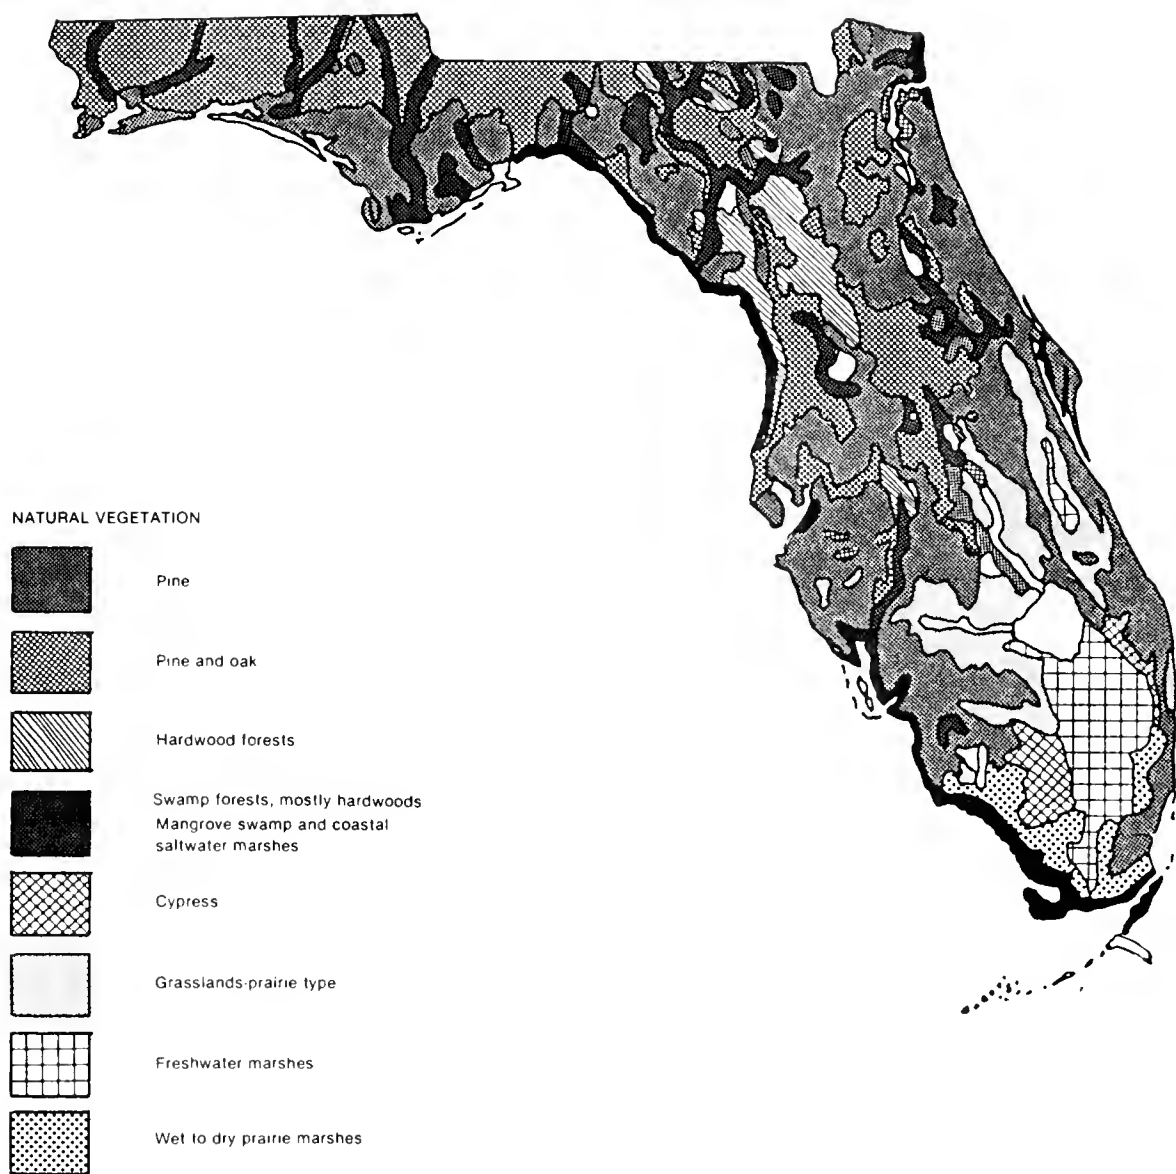 NATURAL VEGETATION
Pine
Pine and oak
Hardwood forests
Swamp forests, mostly hardwoods
Mangrove swamp and coastal
saltwater marshes
Cypress
Grasslands-prairie type
Freshwater marshes
Wet to dry prairie marshes